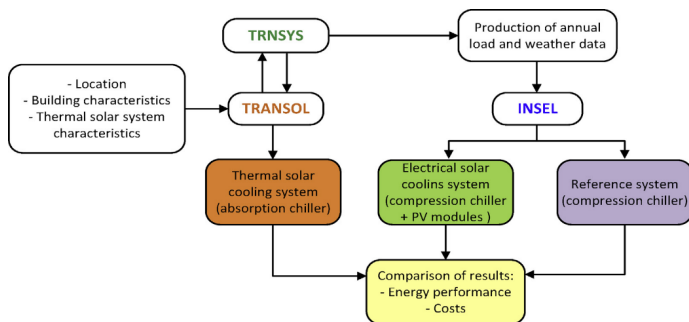 TRNSYS
Production of annual
load and weather data
- Location
- Building characteristics
- Thermal solar system
characteristics
TRANSOL
INSEL
Thermal solar
cooling system
(absorption chiller)
Electrical solar
coolins system
(compression chiller
+ PV modules )
Reference system
(compression chiller)
Comparison of results:
- Energy performance
- Costs